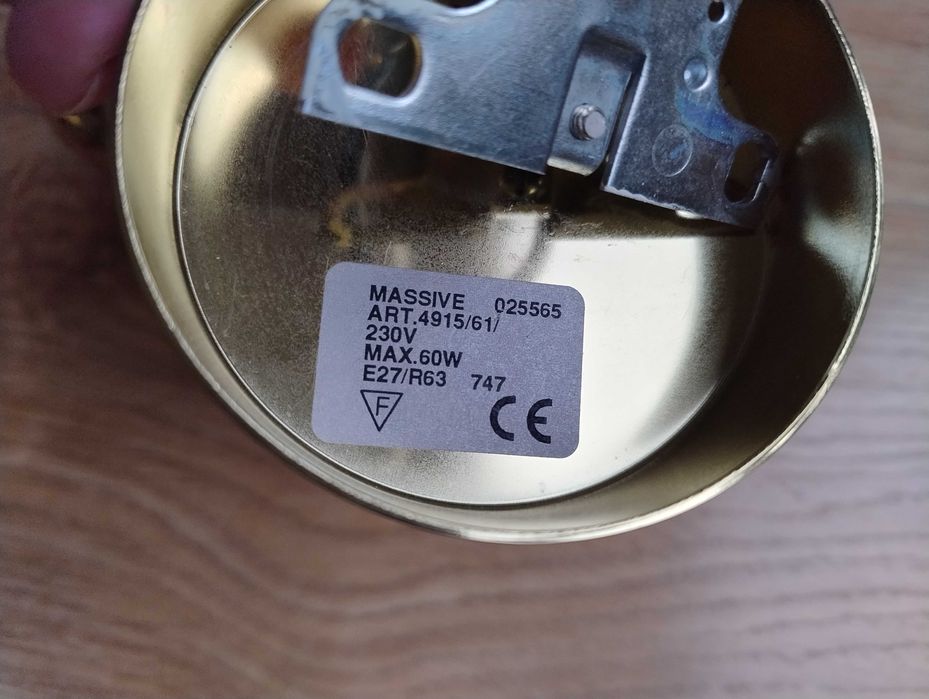 MASSIVE 025565
ART.4915/61/
230V
MAX.60W
E27/R63 747
F CE